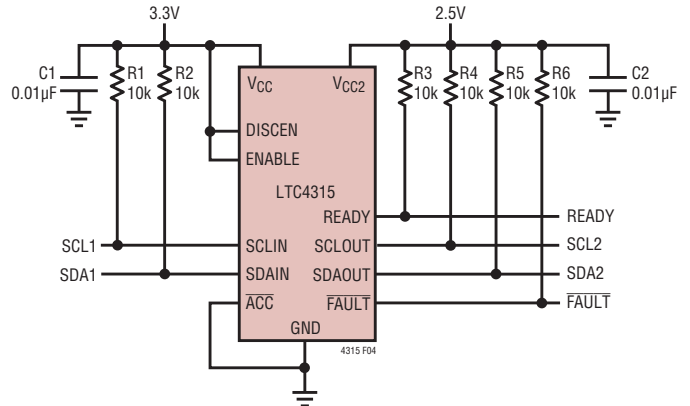 3.3V
2.5V
C1
0.01µF
R1
10k
R2
10k
R3
10k
R4
10k
R5
10k
R6
10k
C2
0.01µF
VCC
VCC2
DISCEN
ENABLE
LTC4315
READY
READY
SCL1
SCLIN
SCLOUT
SCL2
SDA1
SDAIN
SDAOUT
SDA2
ACC
FAULT
FAULT
GND
4315 F04